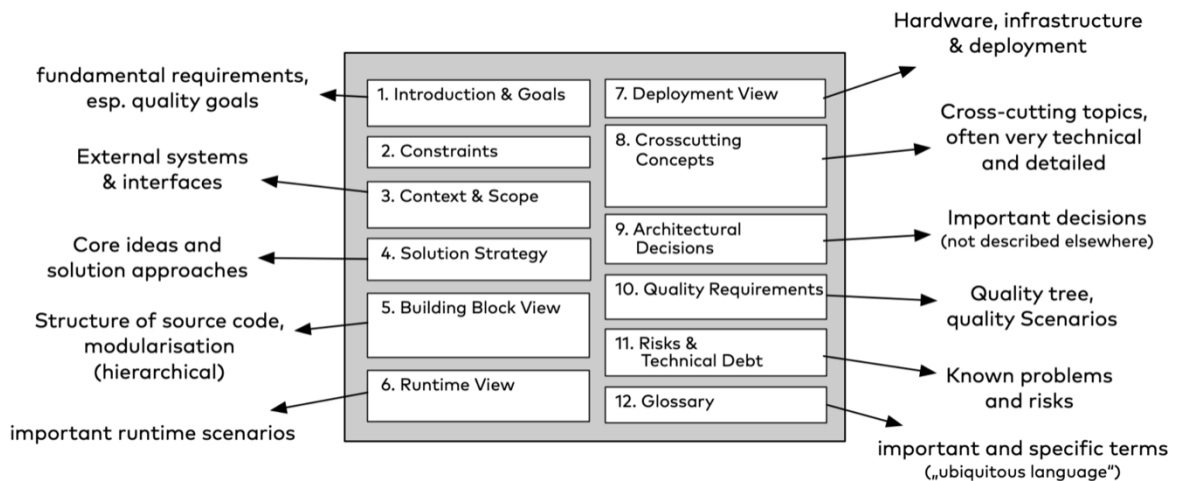 fundamental requirements,
esp. quality goals
External systems
& interfaces
Core ideas and
solution approaches
Structure of source code,
modularisation
(hierarchical)
important runtime scenarios
1. Introduction & Goals
2. Constraints
3. Context & Scope
4. Solution Strategy
5. Building Block View
6. Runtime View
7. Deployment View
8. Crosscutting
Concepts
9. Architectural
Decisions
10. Quality Requirements
11. Risks &
Technical Debt
12. Glossary
Hardware, infrastructure
& deployment
Cross-cutting topics,
often very technical
and detailed
Important decisions
(not described elsewhere)
Quality tree,
quality Scenarios
Known problems
and risks
important and specific terms
(„ubiquitous language“)